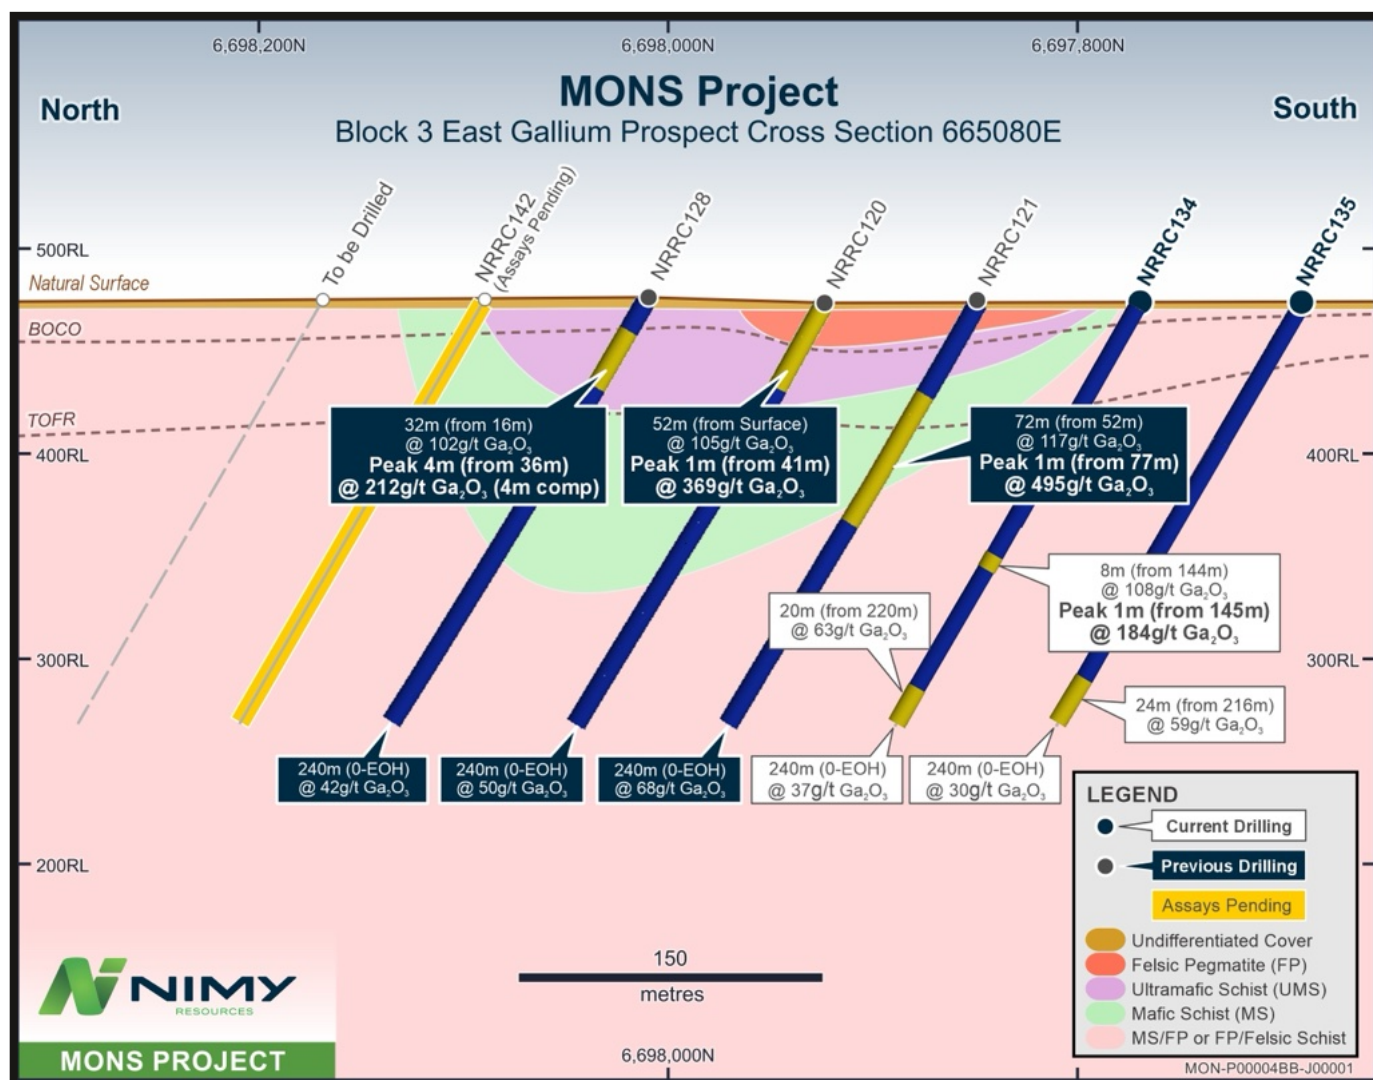 6,698,200N
6,698,000N
6,697,800N
MONS Project
North
South
Block 3 East Gallium Prospect Cross Section 665080E
To be Drilled
NRRC142
(Assays Pending)
NRRC128
NRRC120
NRRC121
NRRC134
NRRC135
500RL
Natural Surface
BOCO
TOFR
400RL
400RL
32m (from 16m)
@ 102g/t Ga₂O₃
Peak 4m (from 36m)
@ 212g/t Ga₂O₃ (4m comp)
52m (from Surface)
@ 105g/t Ga₂O₃
Peak 1m (from 41m)
@ 369g/t Ga₂O₃
72m (from 52m)
@ 117g/t Ga₂O₃
Peak 1m (from 77m)
@ 495g/t Ga₂O₃
8m (from 144m)
@ 108g/t Ga₂O₃
Peak 1m (from 145m)
@ 184g/t Ga₂O₃
20m (from 220m)
@ 63g/t Ga₂O₃
300RL
300RL
24m (from 216m)
@ 59g/t Ga₂O₃
240m (0-EOH)
@ 42g/t Ga₂O₃
240m (0-EOH)
@ 50g/t Ga₂O₃
240m (0-EOH)
@ 68g/t Ga₂O₃
240m (0-EOH)
@ 37g/t Ga₂O₃
240m (0-EOH)
@ 30g/t Ga₂O₃
200RL
LEGEND
Current Drilling
Previous Drilling
Assays Pending
Undifferentiated Cover
Felsic Pegmatite (FP)
Ultramafic Schist (UMS)
Mafic Schist (MS)
MS/FP or FP/Felsic Schist
150
metres
NIMY
RESOURCES
MONS PROJECT
6,698,000N
MON-P00004BB-J00001